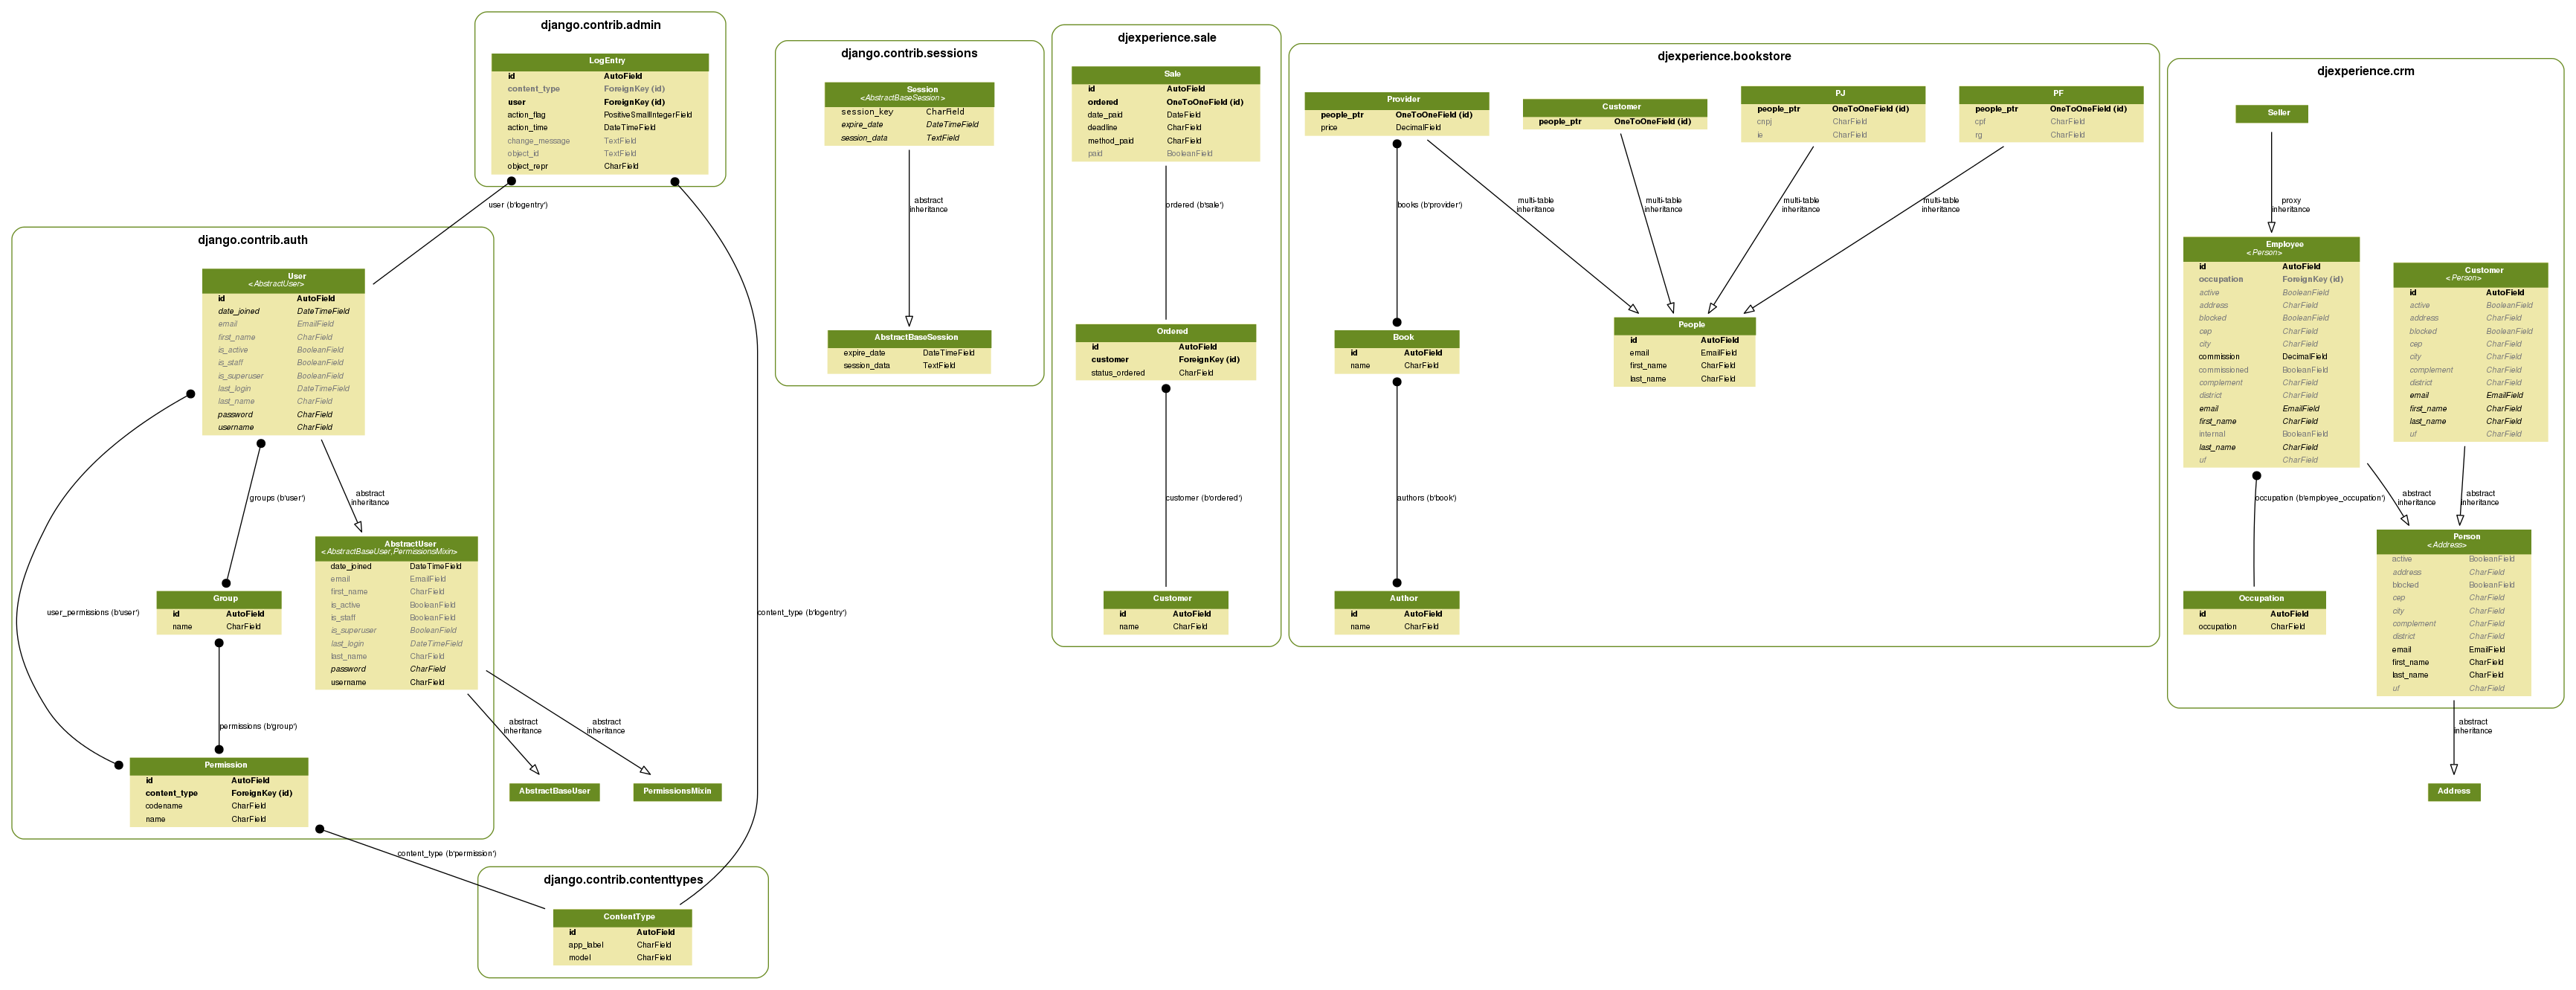 django.contrib.admin
LogEntry
id AutoField
content_type ForeignKey (id)
user ForeignKey (id)
action_flag PositiveSmallIntegerField
action_time DateTimeField
change_message TextField
object_id TextField
object_repr CharField
user (b'logentry')
content_type (b'logentry')
django.contrib.auth
User
<AbstractUser>
id AutoField
date_joined DateTimeField
email EmailField
first_name CharField
is_active BooleanField
is_staff BooleanField
is_superuser BooleanField
last_login DateTimeField
last_name CharField
password CharField
username CharField
groups (b'user')
abstract
inheritance
user_permissions (b'user')
AbstractUser
<AbstractBaseUser,PermissionsMixin>
date_joined DateTimeField
email EmailField
first_name CharField
is_active BooleanField
is_staff BooleanField
is_superuser BooleanField
last_login DateTimeField
last_name CharField
password CharField
username CharField
Group
id AutoField
name CharField
permissions (b'group')
abstract
inheritance
abstract
inheritance
Permission
id AutoField
content_type ForeignKey (id)
codename CharField
name CharField
AbstractBaseUser
PermissionsMixin
content_type (b'permission')
django.contrib.contenttypes
ContentType
id AutoField
app_label CharField
model CharField
django.contrib.sessions
Session
<AbstractBaseSession>
session_key CharField
expire_date DateTimeField
session_data TextField
abstract
inheritance
AbstractBaseSession
expire_date DateTimeField
session_data TextField
djexperience.sale
Sale
id AutoField
ordered OneToOneField (id)
date_paid DateField
deadline CharField
method_paid CharField
paid BooleanField
ordered (b'sale')
Ordered
id AutoField
customer ForeignKey (id)
status_ordered CharField
customer (b'ordered')
Customer
id AutoField
name CharField
djexperience.bookstore
Provider
people_ptr OneToOneField (id)
price DecimalField
Customer
people_ptr OneToOneField (id)
PJ
people_ptr OneToOneField (id)
cnpj CharField
ie CharField
PF
people_ptr OneToOneField (id)
cpf CharField
rg CharField
books (b'provider')
multi-table
inheritance
multi-table
inheritance
multi-table
inheritance
multi-table
inheritance
Book
id AutoField
name CharField
People
id AutoField
email EmailField
first_name CharField
last_name CharField
authors (b'book')
Author
id AutoField
name CharField
djexperience.crm
Seller
proxy
inheritance
Employee
<Person>
id AutoField
occupation ForeignKey (id)
active BooleanField
address CharField
blocked BooleanField
cep CharField
city CharField
commission DecimalField
commissioned BooleanField
complement CharField
district CharField
email EmailField
first_name CharField
internal BooleanField
last_name CharField
uf CharField
Customer
<Person>
id AutoField
active BooleanField
address CharField
blocked BooleanField
cep CharField
city CharField
complement CharField
district CharField
email EmailField
first_name CharField
last_name CharField
uf CharField
occupation (b'employee_occupation')
abstract
inheritance
abstract
inheritance
Occupation
id AutoField
occupation CharField
Person
<Address>
active BooleanField
address CharField
blocked BooleanField
cep CharField
city CharField
complement CharField
district CharField
email EmailField
first_name CharField
last_name CharField
uf CharField
abstract
inheritance
Address